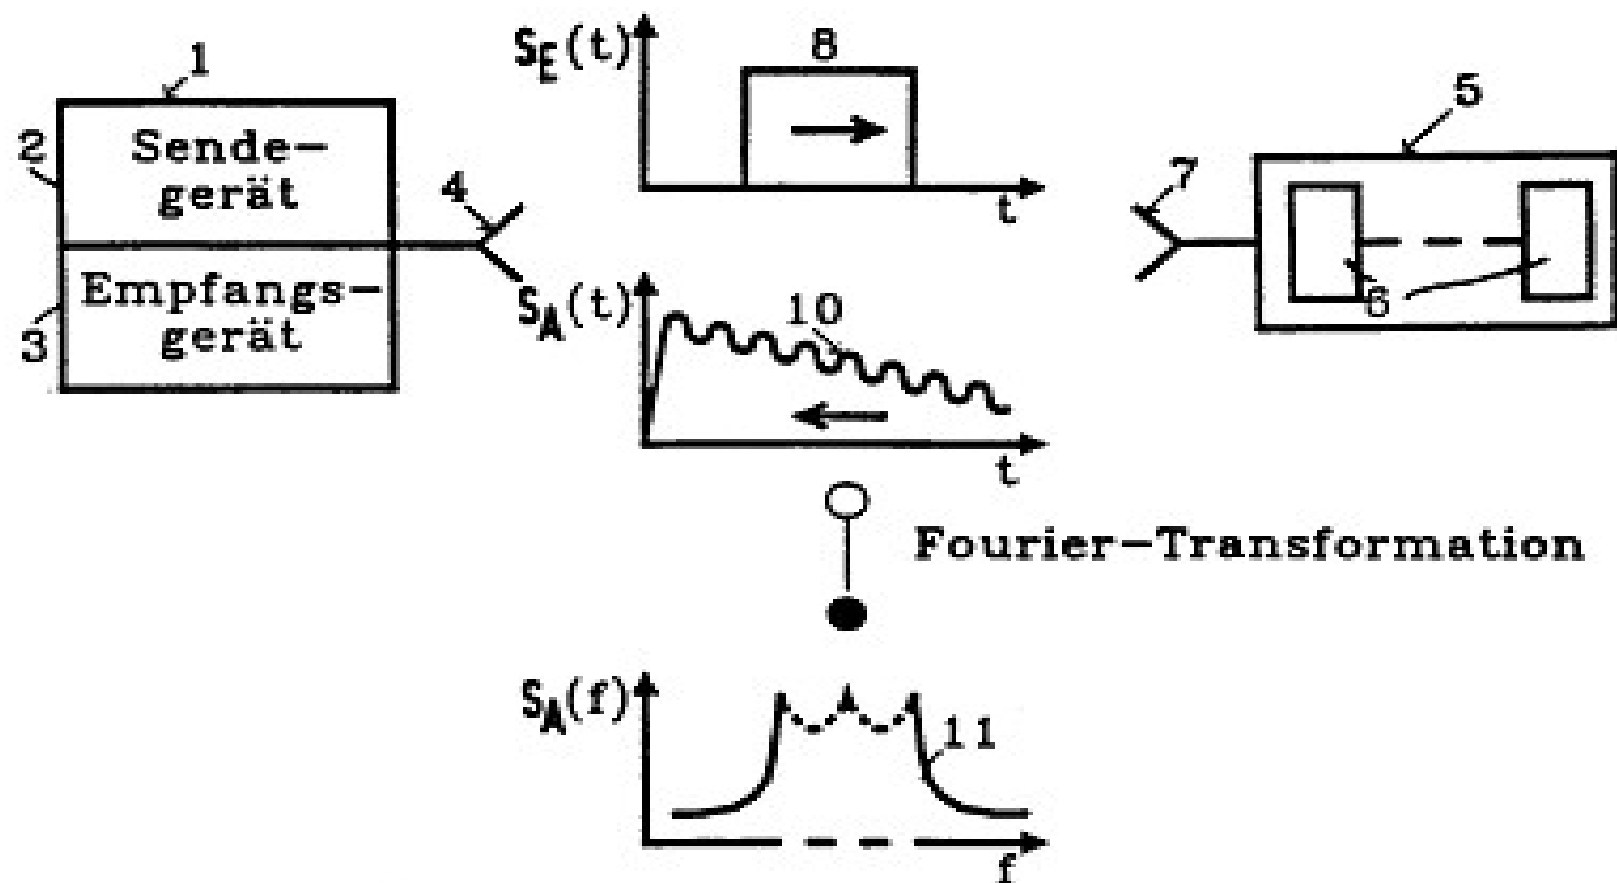 1
2
Sende-
gerät
3
Empfangs-
gerät
4
S_E(t)
8
t
S_A(t)
10
t
7
5
6
Fourier-Transformation
S_A(f)
11
f